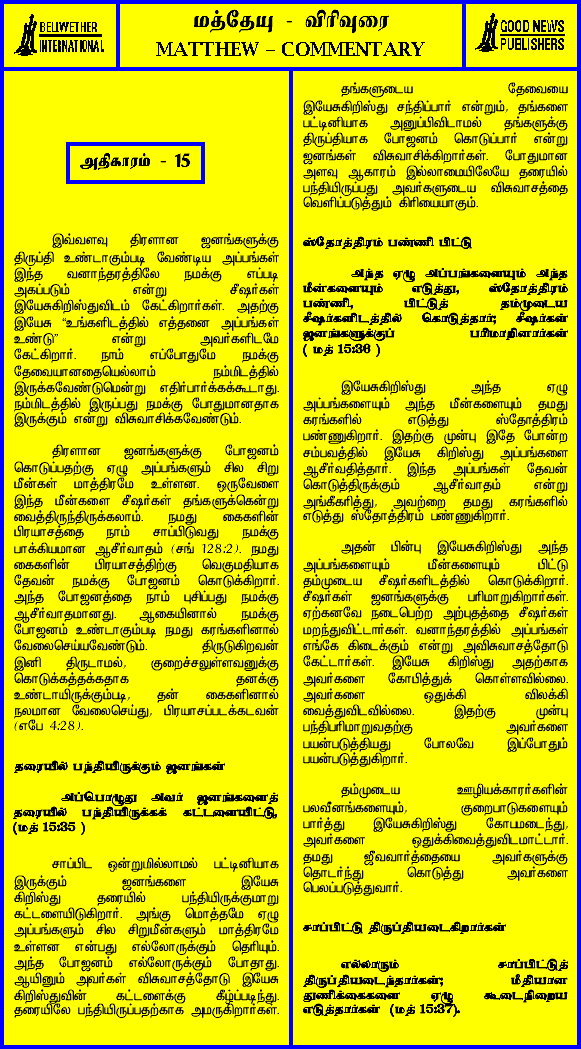 BELLWETHER
INTERNATIONAL
மத்தேயு - விரிவுரை
MATTHEW – COMMENTARY
GOOD NEWS
PUBLISHERS
அதிகாரம் - 15
இவ்வளவு திரளான ஜனங்களுக்கு
திருப்தி உண்டாகும்படி வேண்டிய அப்பங்கள்
இந்த வனாந்தரத்திலே நமக்கு எப்படி
அகப்படும் என்று சீஷர்கள்
இயேசுகிறிஸ்துவிடம் கேட்கிறார்கள். அதற்கு
இயேசு “உங்களிடத்தில் எத்தனை அப்பங்கள்
உண்டு” என்று அவர்களிடமே
கேட்கிறார். நாம் எப்போதுமே நமக்கு
தேவையானதையெல்லாம் நம்மிடத்தில்
இருக்கவேண்டுமென்று எதிர்பார்க்கக்கூடாது.
நம்மிடத்தில் இருப்பது நமக்கு போதுமானதாக
இருக்கும் என்று விசுவாசிக்கவேண்டும்.
திரளான ஜனங்களுக்கு போஜனம்
கொடுப்பதற்கு ஏழு அப்பங்களும் சில சிறு
மீன்கள் மாத்திரமே உள்ளன. ஒருவேளை
இந்த மீன்களை சீஷர்கள் தங்களுக்கென்று
வைத்திருந்திருக்கலாம். நமது கைகளின்
பிரயாசத்தை நாம் சாப்பிடுவது நமக்கு
பாக்கியமான ஆசீர்வாதம் (சங் 128:2). நமது
கைகளின் பிரயாசத்திற்கு வெகுமதியாக
தேவன் நமக்கு போஜனம் கொடுக்கிறார்.
அந்த போஜனத்தை நாம் புசிப்பது நமக்கு
ஆசீர்வாதமானது. ஆகையினால் நமக்கு
போஜனம் உண்டாகும்படி நமது கரங்களினால்
வேலைசெய்யவேண்டும். திருடுகிறவன்
இனி திருடாமல், குறைச்சலுள்ளவனுக்கு
கொடுக்கத்தக்கதாக தனக்கு
உண்டாயிருக்கும்படி, தன் கைகளினால்
நலமான வேலைசெய்து, பிரயாசப்படக்கடவன்
(எபே 4:28).
தரையில் பந்தியிருக்கும் ஜனங்கள்
அப்பொழுது அவர் ஜனங்களைத்
தரையில் பந்தியிருக்கக் கட்டளையிட்டு,
(மத் 15:35 )
சாப்பிட ஒன்றுமில்லாமல் பட்டினியாக
இருக்கும் ஜனங்களை இயேசு
கிறிஸ்து தரையில் பந்தியிருக்குமாறு
கட்டளையிடுகிறார். அங்கு மொத்தமே ஏழு
அப்பங்களும் சில சிறுமீன்களும் மாத்திரமே
உள்ளன என்பது எல்லோருக்கும் தெரியும்.
அந்த போஜனம் எல்லோருக்கும் போதாது.
ஆயினும் அவர்கள் விசுவாசத்தோடு இயேசு
கிறிஸ்துவின் கட்டளைக்கு கீழ்ப்படிந்து.
தரையிலே பந்தியிருப்பதற்காக அமருகிறார்கள்.
தங்களுடைய தேவையை
இயேசுகிறிஸ்து சந்திப்பார் என்றும், தங்களை
பட்டினியாக அனுப்பிவிடாமல் தங்களுக்கு
திருப்தியாக போஜனம் கொடுப்பார் என்று
ஜனங்கள் விசுவாசிக்கிறார்கள். போதுமான
அளவு ஆகாரம் இல்லாமையிலேயே தரையில்
பந்தியிருப்பது அவர்களுடைய விசுவாசத்தை
வெளிப்படுத்தும் கிரியையாகும்.
ஸ்தோத்திரம் பண்ணி பிட்டு
அந்த ஏழு அப்பங்களையும் அந்த
மீன்களையும் எடுத்து, ஸ்தோத்திரம்
பண்ணி, பிட்டுத் தம்முடைய
சீஷர்களிடத்தில் கொடுத்தார்; சீஷர்கள்
ஜனங்களுக்குப் பரிமாறினார்கள்
( மத் 15:36 )
இயேசுகிறிஸ்து அந்த ஏழு
அப்பங்களையும் அந்த மீன்களையும் தமது
கரங்களில் எடுத்து ஸ்தோத்திரம்
பண்ணுகிறார். இதற்கு முன்பு இதே போன்ற
சம்பவத்தில் இயேசு கிறிஸ்து அப்பங்களை
ஆசீர்வதித்தார். இந்த அப்பங்கள் தேவன்
கொடுத்திருக்கும் ஆசீர்வாதம் என்று
அங்கீகரித்து, அவற்றை தமது கரங்களில்
எடுத்து ஸ்தோத்திரம் பண்ணுகிறார்.
அதன் பின்பு இயேசுகிறிஸ்து அந்த
அப்பங்களையும் மீன்களையும் பிட்டு
தம்முடைய சீஷர்களிடத்தில் கொடுக்கிறார்.
சீஷர்கள் ஜனங்களுக்கு பரிமாறுகிறார்கள்.
ஏற்கனவே நடைபெற்ற அற்புதத்தை சீஷர்கள்
மறந்துவிட்டார்கள். வனாந்தரத்தில் அப்பங்கள்
எங்கே கிடைக்கும் என்று அவிசுவாசத்தோடு
கேட்டார்கள். இயேசு கிறிஸ்து அதற்காக
அவர்களை கோபித்துக் கொள்ளவில்லை.
அவர்களை ஒதுக்கி விலக்கி
வைத்துவிடவில்லை. இதற்கு முன்பு
பந்திபரிமாறுவதற்கு அவர்களை
பயன்படுத்தியது போலவே இப்போதும்
பயன்படுத்துகிறார்.
தம்முடைய ஊழியக்காரர்களின்
பலவீனங்களையும், குறைபாடுகளையும்
பார்த்து இயேசுகிறிஸ்து கோபமடைந்து,
அவர்களை ஒதுக்கிவைத்துவிடமாட்டார்.
தமது ஜீவவார்த்தையை அவர்களுக்கு
தொடர்ந்து கொடுத்து அவர்களை
பெலப்படுத்துவார்.
சாப்பிட்டு திருப்தியடைகிறார்கள்
எல்லாரும் சாப்பிட்டுத்
திருப்தியடைந்தார்கள்; மீதியான
துணிக்கைகளை ஏழு கூடைநிறைய
எடுத்தார்கள் (மத் 15:37).